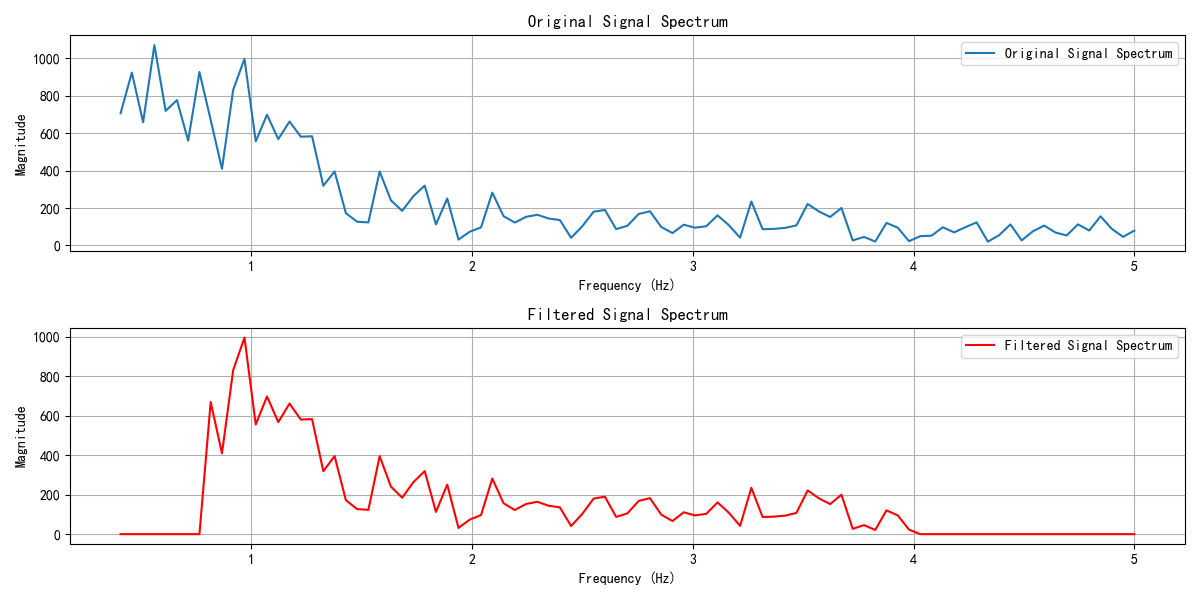 Original Signal Spectrum
Original Signal Spectrum
Magnitude
1000
800
600
400
200
0
1 2 3 4 5
Frequency (Hz)
Filtered Signal Spectrum
Filtered Signal Spectrum
Magnitude
1000
800
600
400
200
0
1 2 3 4 5
Frequency (Hz)